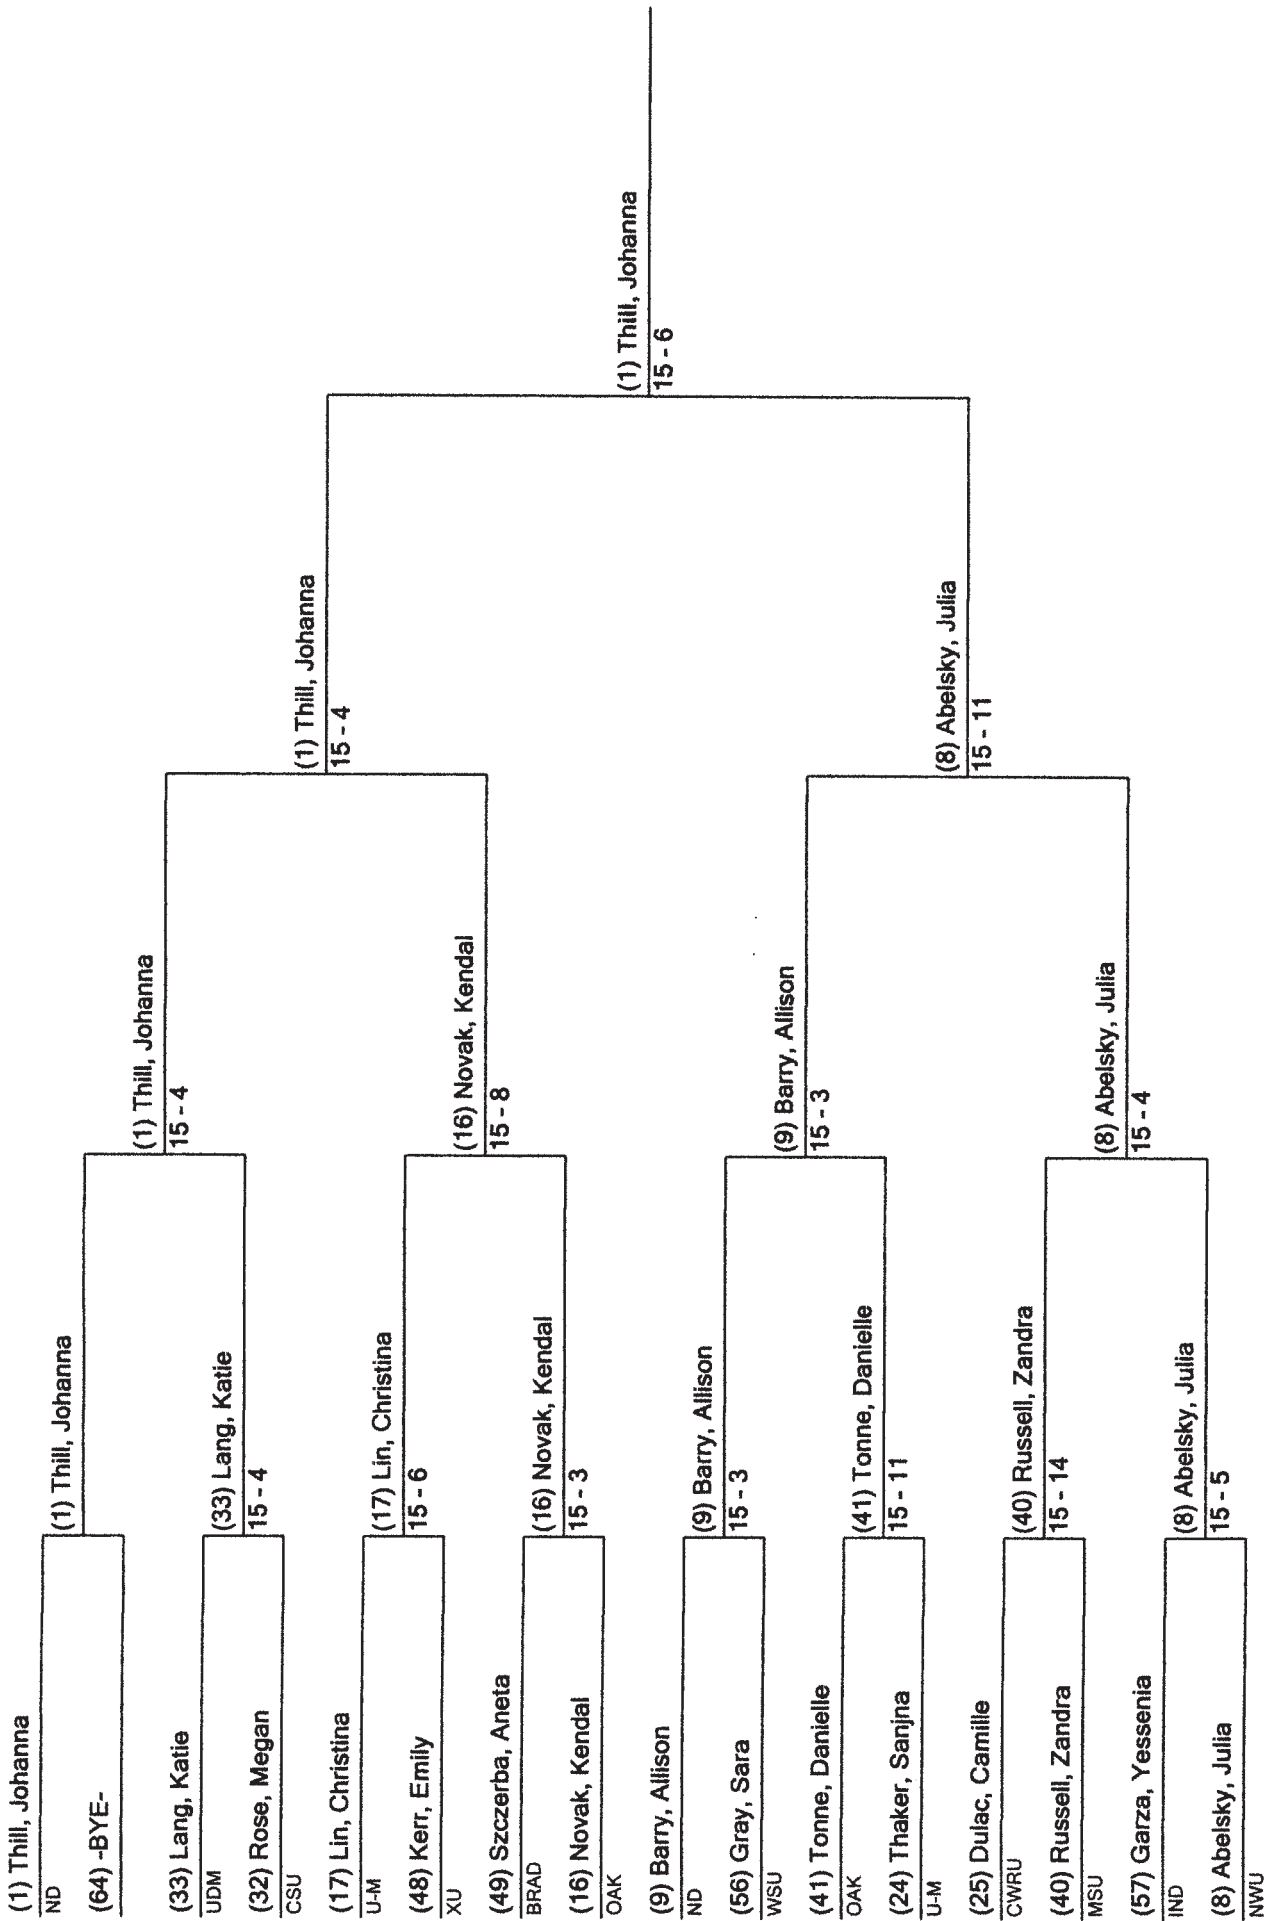 (1) Thill, Johanna
ND
(64) -BYE-
(33) Lang, Katie
UDM
(32) Rose, Megan
CSU
(17) Lin, Christina
U-M
(48) Kerr, Emily
XU
(49) Szczerba, Aneta
BRAD
(16) Novak, Kendal
OAK
(9) Barry, Allison
ND
(56) Gray, Sara
WSU
(41) Tonne, Danielle
OAK
(24) Thaker, Sanjna
U-M
(25) Dulac, Camille
CWRU
(40) Russell, Zandra
MSU
(57) Garza, Yessenia
IND
(8) Abelsky, Julia
NWU
(1) Thill, Johanna
(33) Lang, Katie
15 - 4
(17) Lin, Christina
15 - 6
(16) Novak, Kendal
15 - 3
(9) Barry, Allison
15 - 3
(41) Tonne, Danielle
15 - 11
(40) Russell, Zandra
15 - 14
(8) Abelsky, Julia
15 - 5
(1) Thill, Johanna
15 - 4
(16) Novak, Kendal
15 - 8
(9) Barry, Allison
15 - 3
(8) Abelsky, Julia
15 - 4
(1) Thill, Johanna
15 - 4
(8) Abelsky, Julia
15 - 11
(1) Thill, Johanna
15 - 6